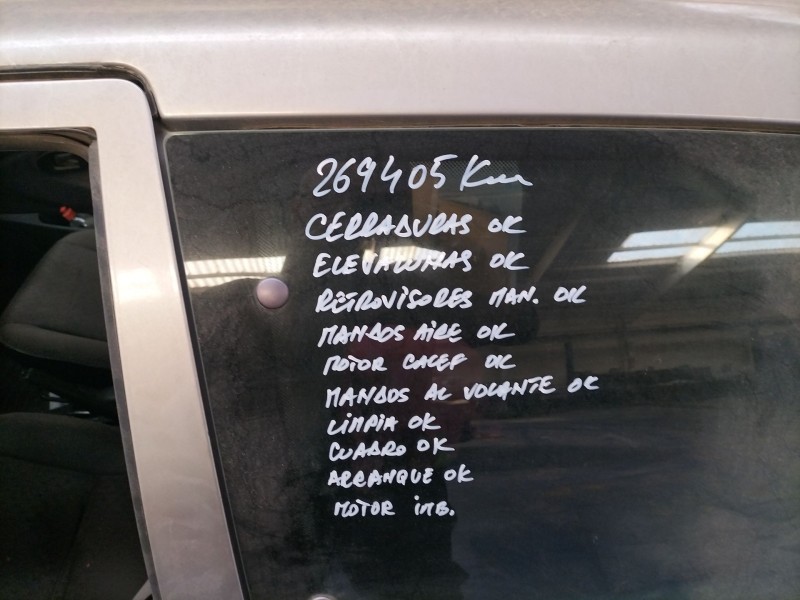 269405 Km
CERRADURAS OK
ELEVALUNAS OK
RETROVISORES MAN. OK
MANDOS AIRE OK
MOTOR CALEF OK
MANDOS AL VOLANTE OK
LIMPIA OK
CUADRO OK
ARRANQUE OK
MOTOR INB.